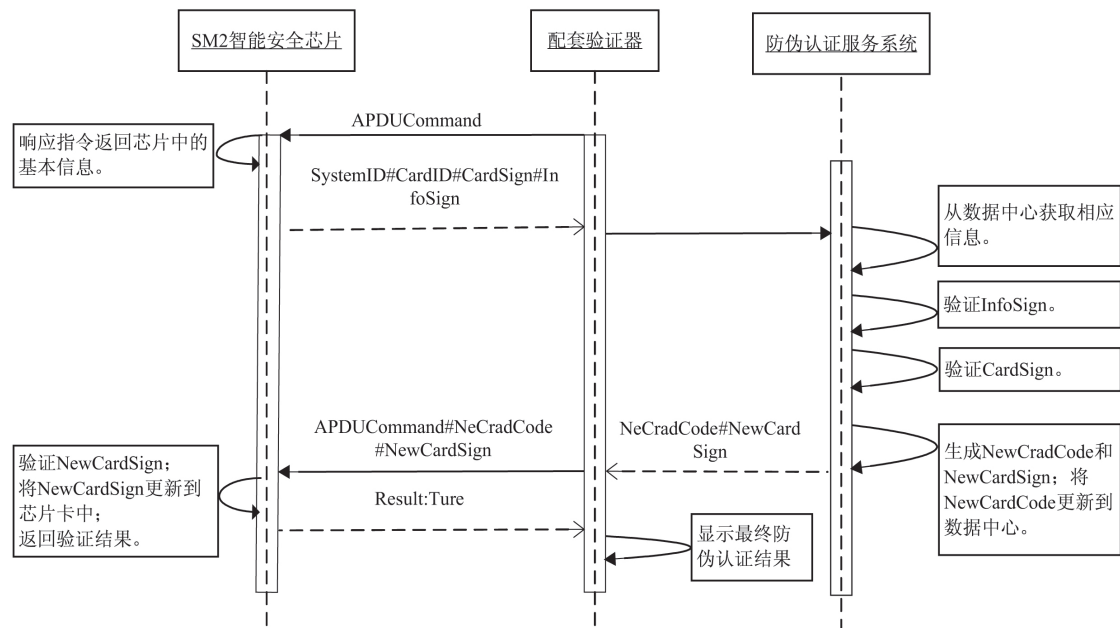 SM2智能安全芯片
配套验证器
防伪认证服务系统
APDUCommand
响应指令返回芯片中的
基本信息。
SystemID#CardID#CardSign#In
foSign
从数据中心获取相应
信息。
验证InfoSign。
验证CardSign。
APDUCommand#NeCradCode
#NewCardSign
NeCradCode#NewCard
Sign
生成NewCradCode和
NewCardSign；将
NewCardCode更新到
数据中心。
验证NewCardSign；
将NewCardSign更新到
芯片卡中；
返回验证结果。
Result:Ture
显示最终防
伪认证结果